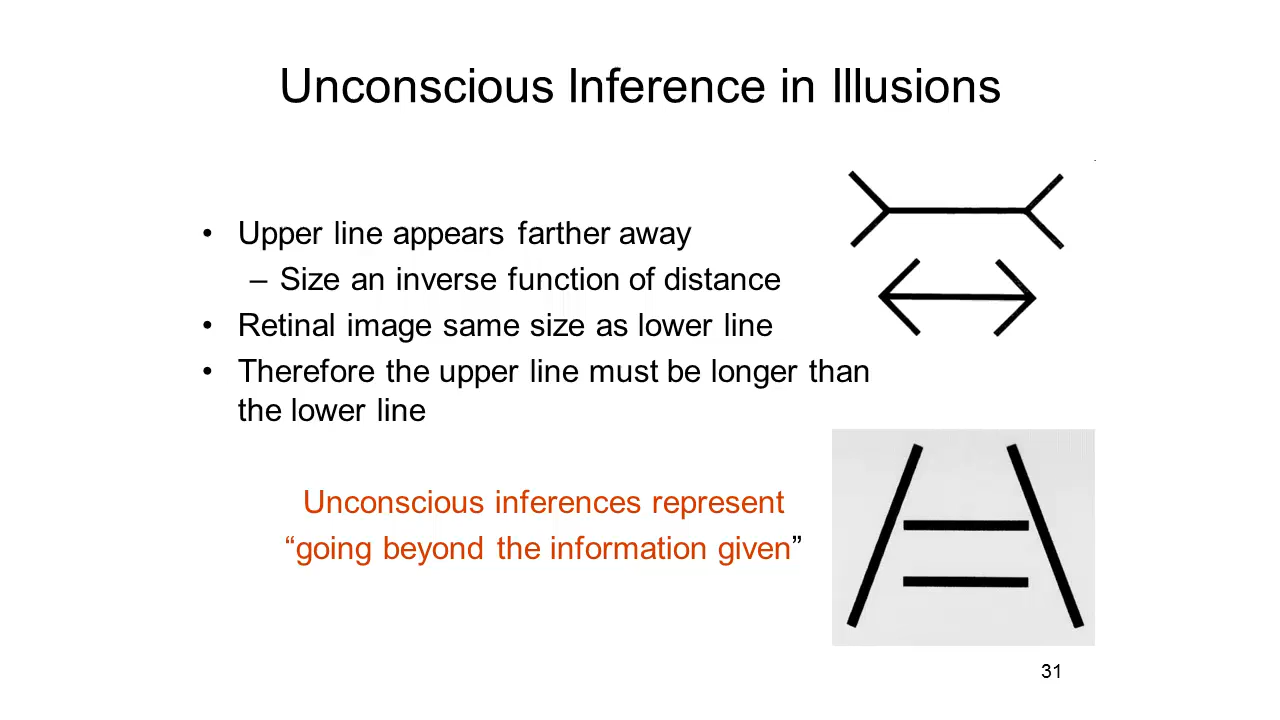 Unconscious Inference in Illusions
• Upper line appears farther away
– Size an inverse function of distance
• Retinal image same size as lower line
• Therefore the upper line must be longer than
the lower line
Unconscious inferences represent
“going beyond the information given”
31